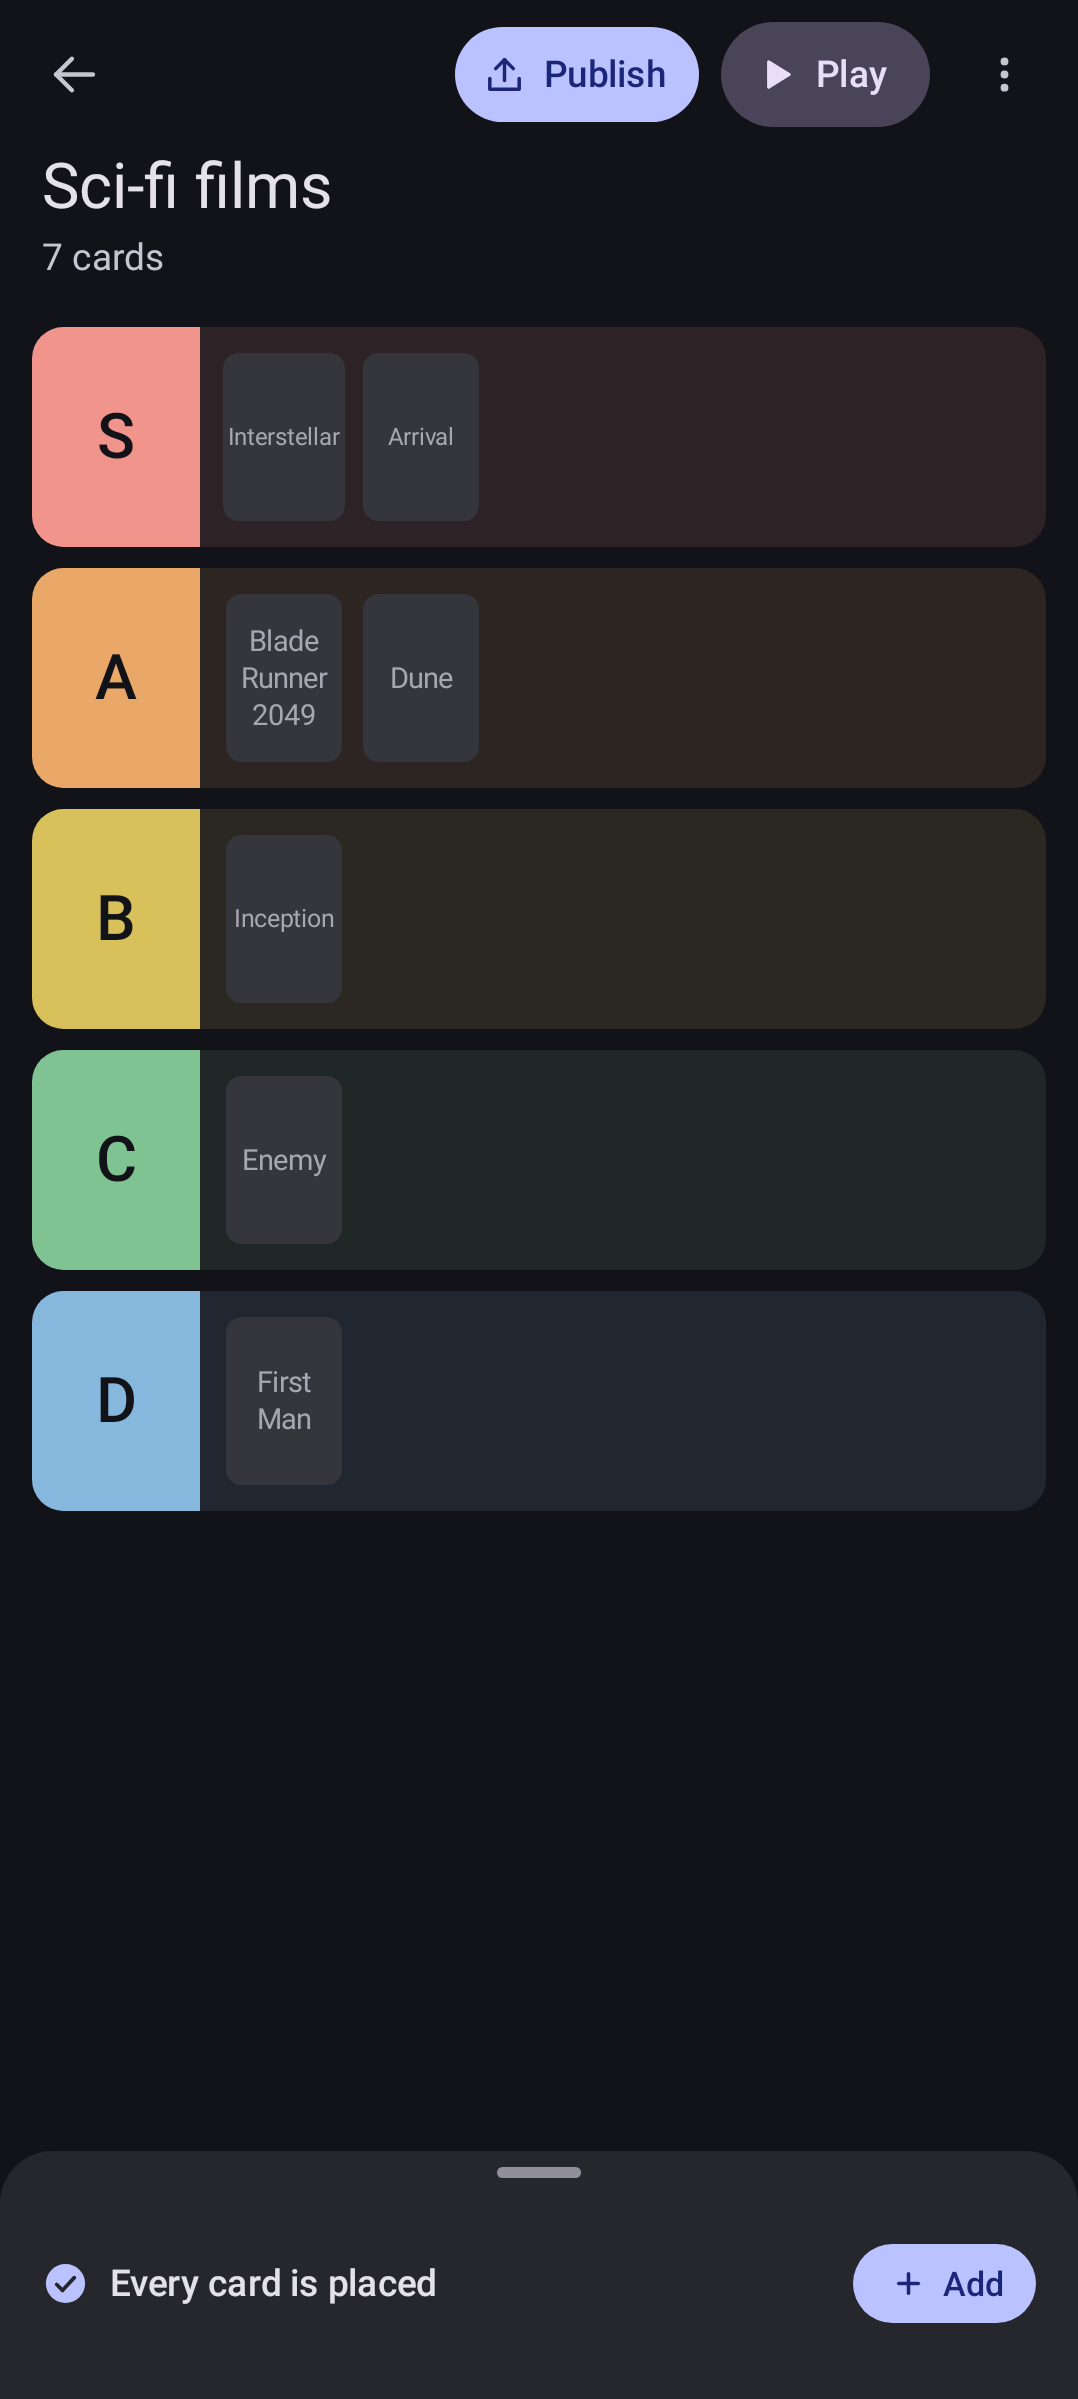 Publish
Play
Sci-fi films
7 cards
S
Interstellar
Arrival
A
Blade
Runner
2049
Dune
B
Inception
C
Enemy
D
First
Man
Every card is placed
Add